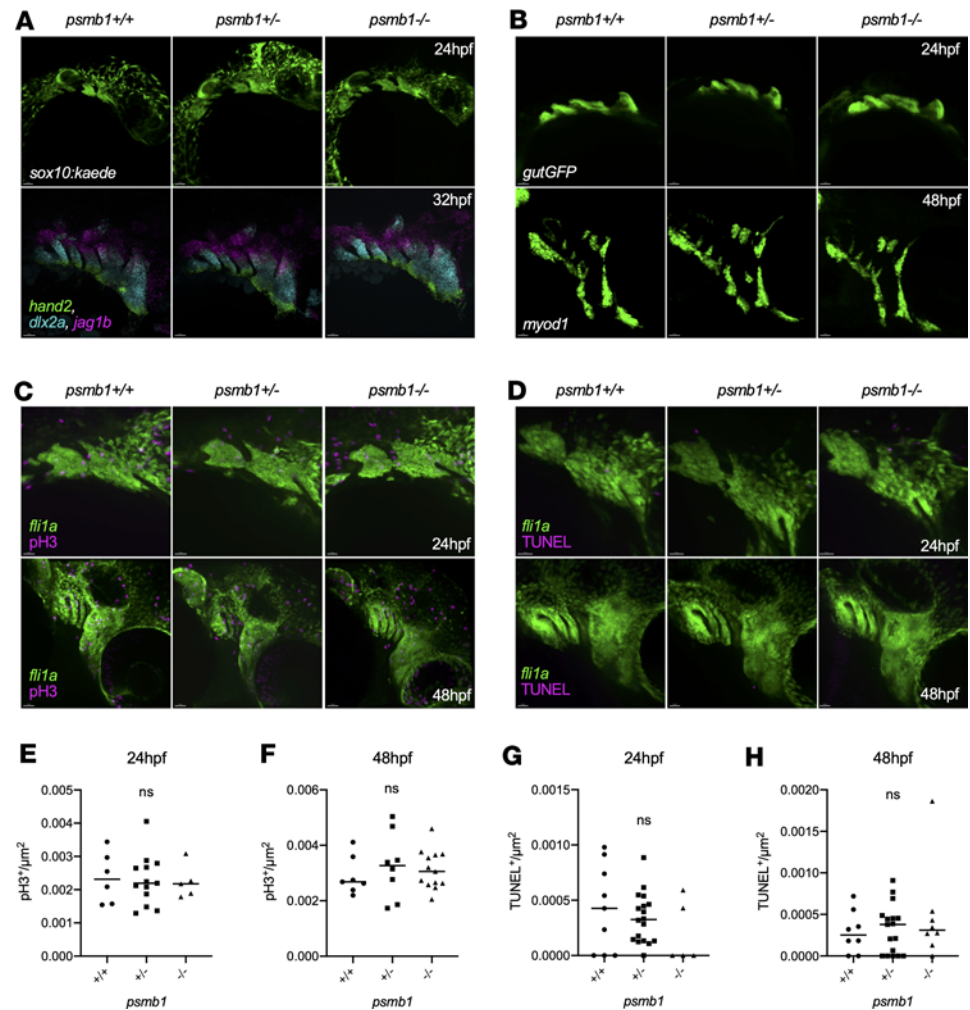 A
psmb1+/+
psmb1+/-
psmb1-/-
24hpf
sox10:kaede
32hpf
hand2,
dlx2a, jag1b
B
psmb1+/+
psmb1+/-
psmb1-/-
24hpf
gutGFP
48hpf
myod1
C
psmb1+/+
psmb1+/-
psmb1-/-
fli1a
pH3
24hpf
fli1a
pH3
48hpf
D
psmb1+/+
psmb1+/-
psmb1-/-
fli1a
TUNEL
24hpf
fli1a
TUNEL
48hpf
E
24hpf
ns
pH3+/μm²
0.005
0.004
0.003
0.002
0.001
0.000
+/+
+/-
-/-
psmb1
F
48hpf
ns
pH3+/μm²
0.006
0.004
0.002
0.000
+/+
+/-
-/-
psmb1
G
24hpf
ns
TUNEL+/μm²
0.0015
0.0010
0.0005
0.0000
+/+
+/-
-/-
psmb1
H
48hpf
ns
TUNEL+/μm²
0.0020
0.0015
0.0010
0.0005
0.0000
+/+
+/-
-/-
psmb1